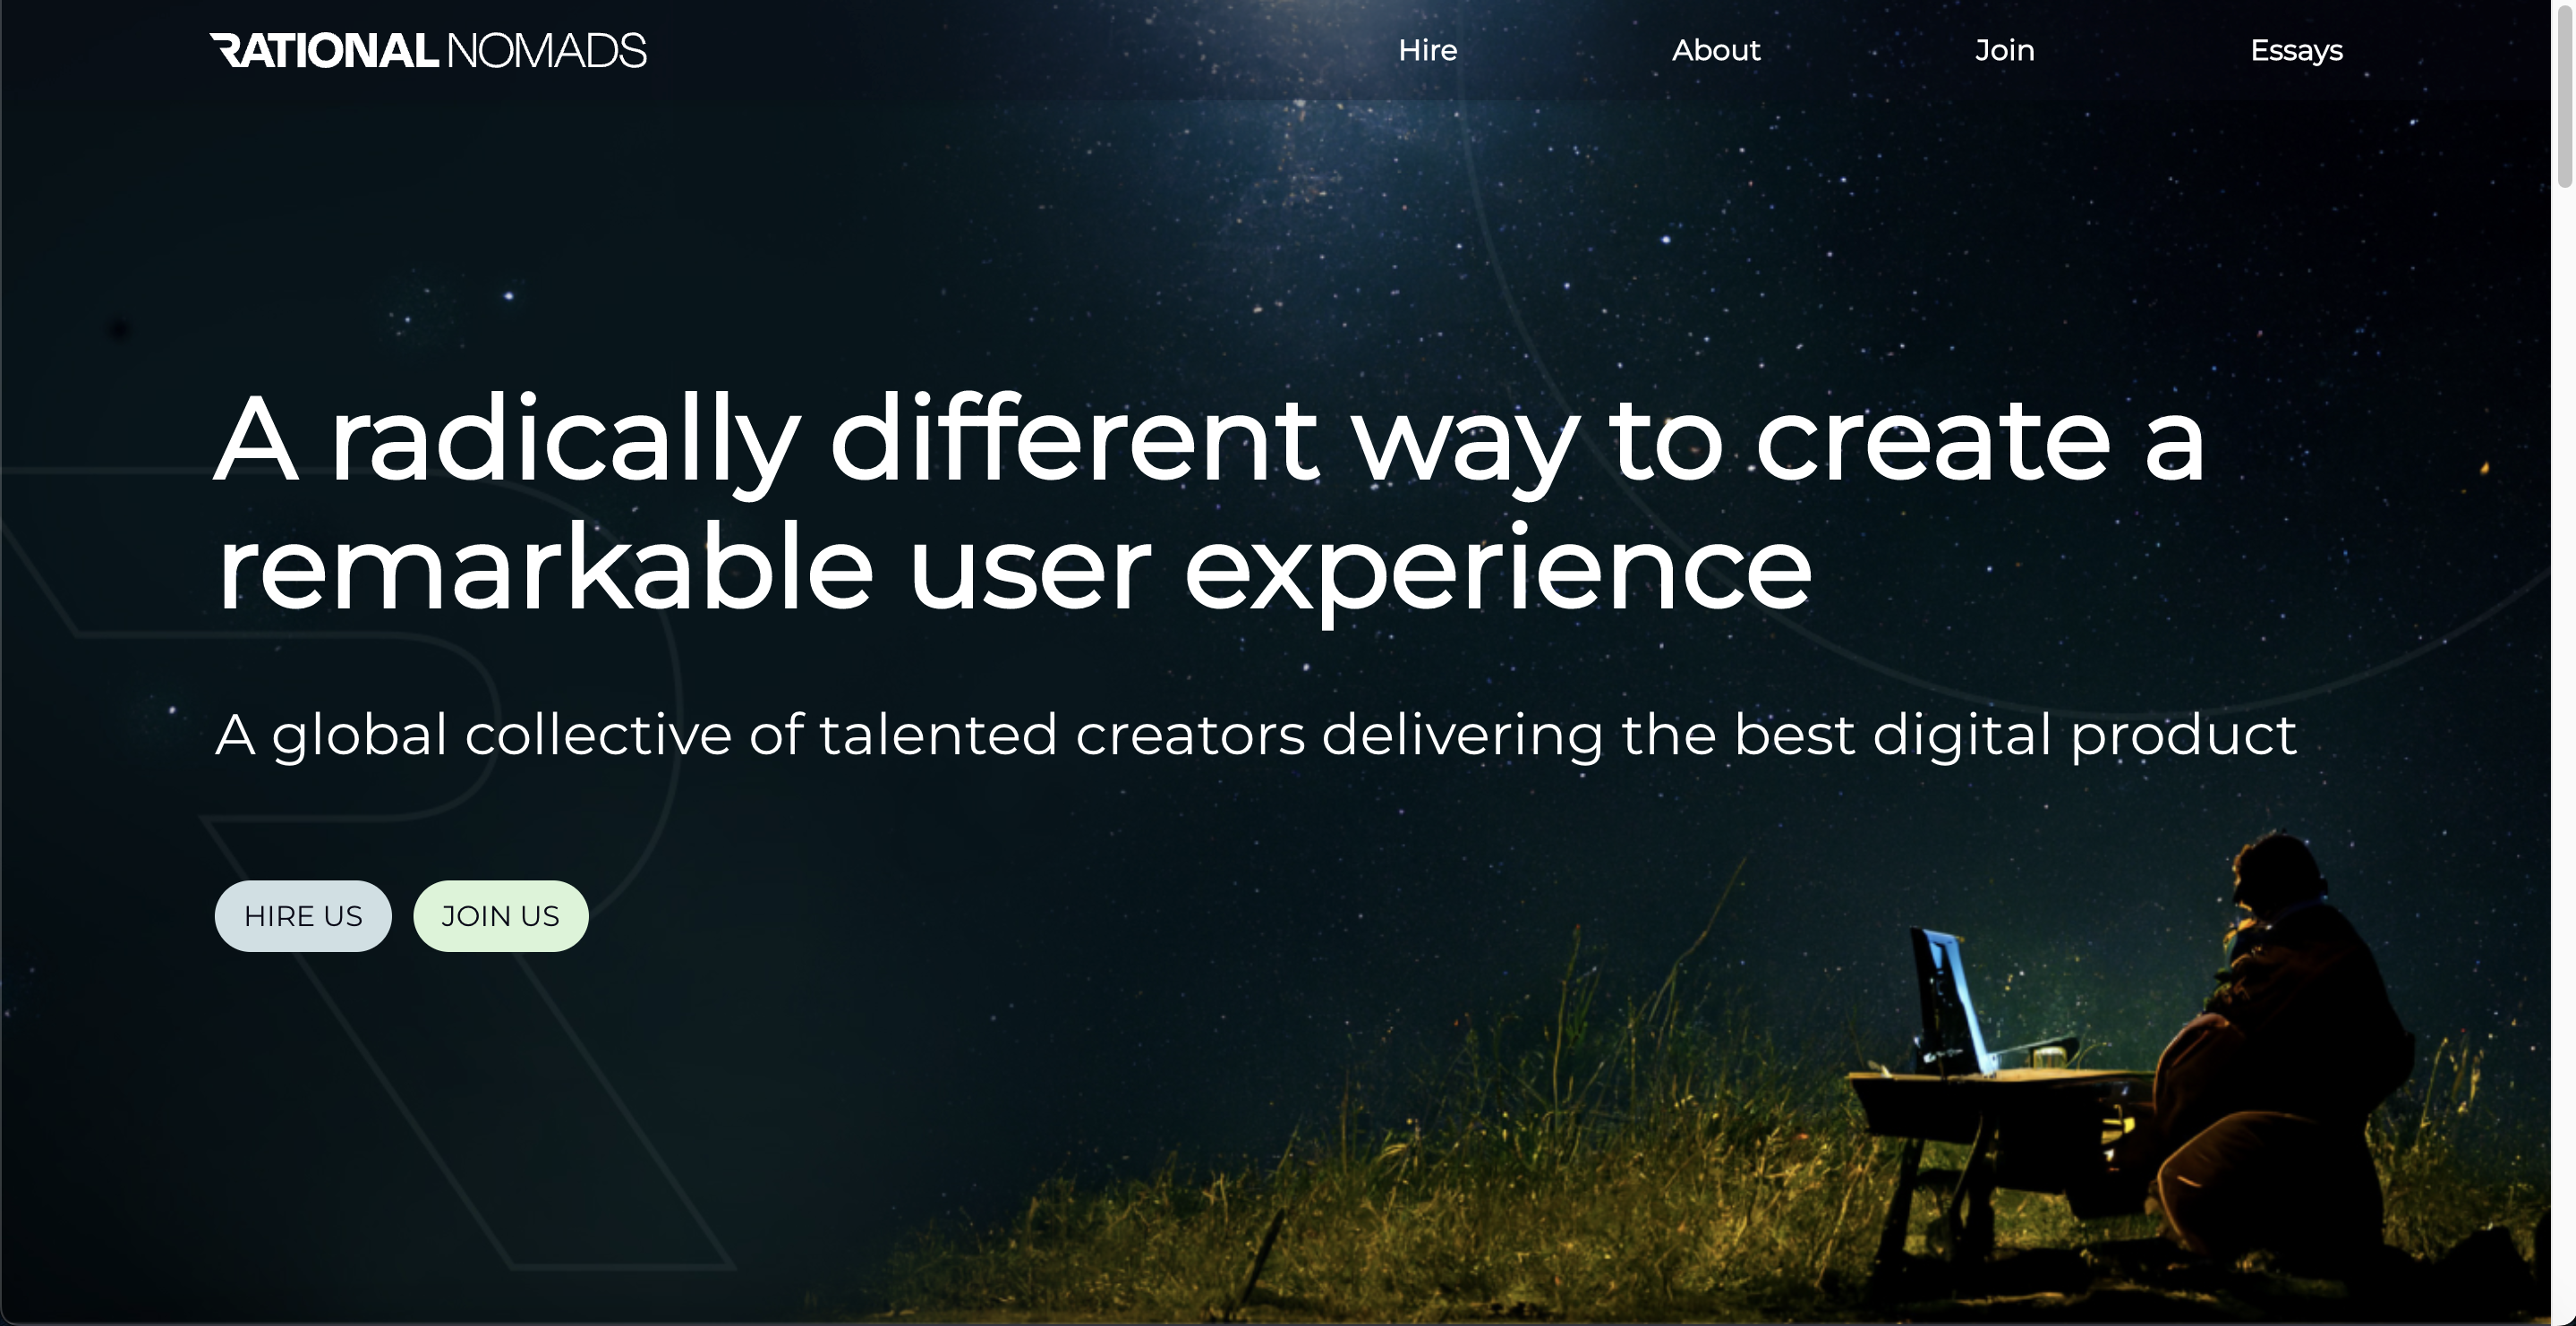 RATIONAL NOMADS
Hire
About
Join
Essays
A radically different way to create a
remarkable user experience
A global collective of talented creators delivering the best digital product
HIRE US
JOIN US